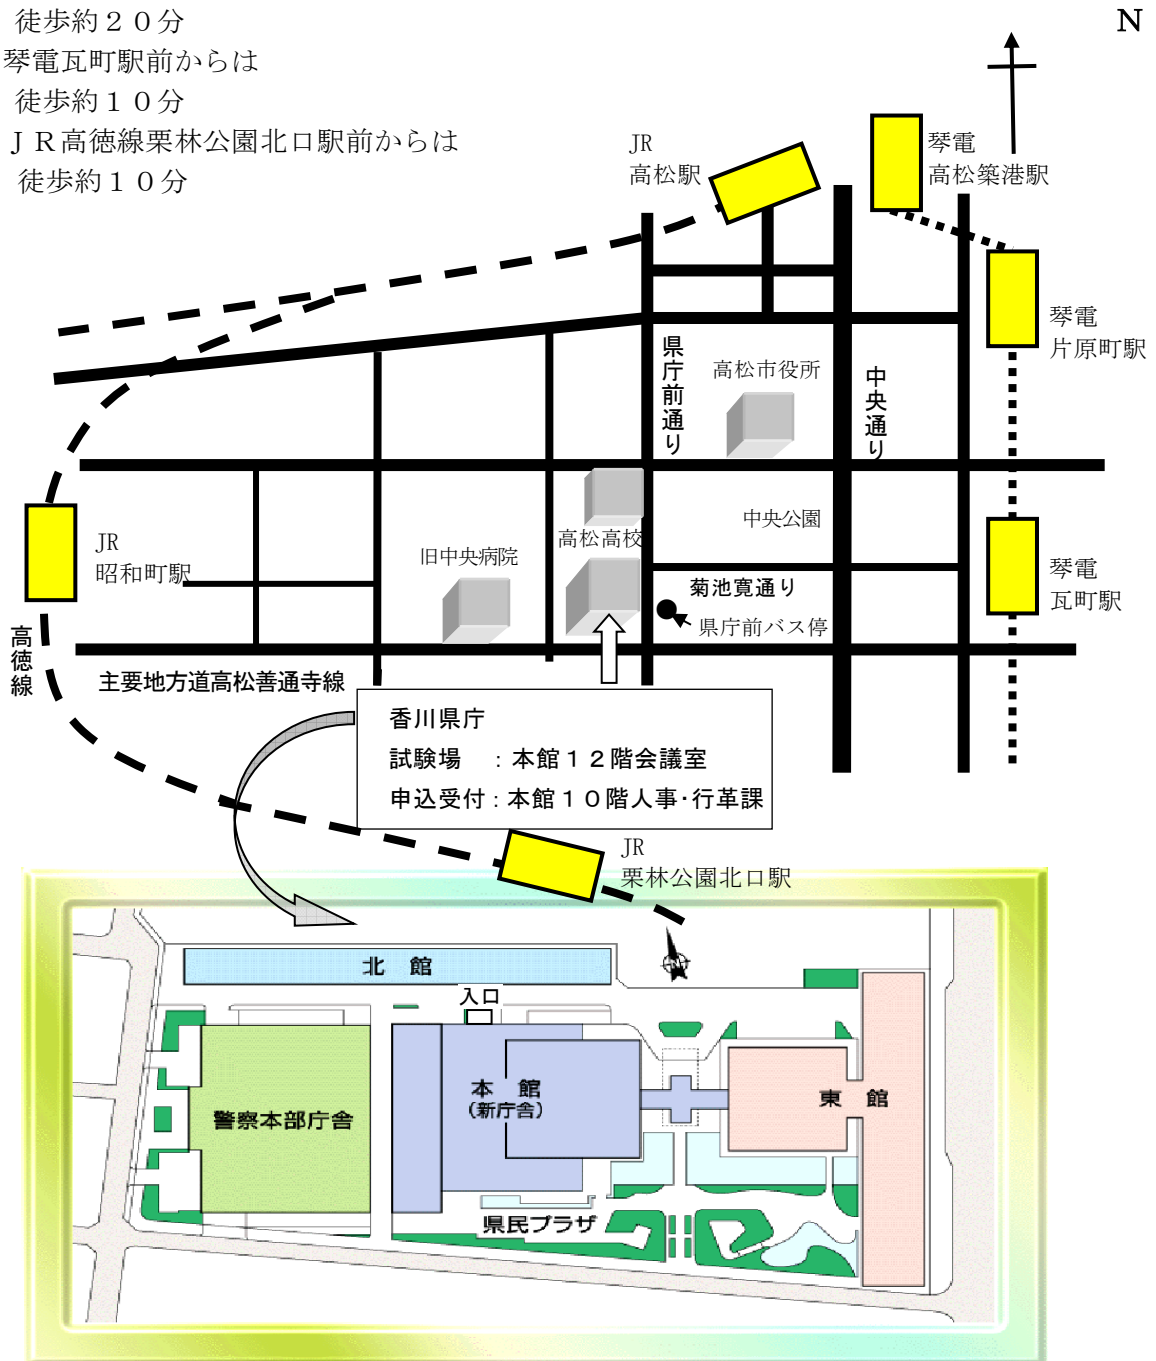 徒歩約２０分
琴電瓦町駅前からは
徒歩約１０分
ＪＲ高徳線栗林公園北口駅前からは
徒歩約１０分
N
JR
高松駅
琴電
高松築港駅
琴電
片原町駅
県庁前通り
高松市役所
中央通り
JR
昭和町駅
旧中央病院
高松高校
中央公園
菊池寛通り
県庁前バス停
琴電
瓦町駅
高徳線
主要地方道高松善通寺線
香川県庁
試験場　：本館１２階会議室
申込受付：本館１０階人事・行革課
JR
栗林公園北口駅
北　館
入口
N
本　館
（新庁舎）
東　館
警察本部庁舎
県民プラザ